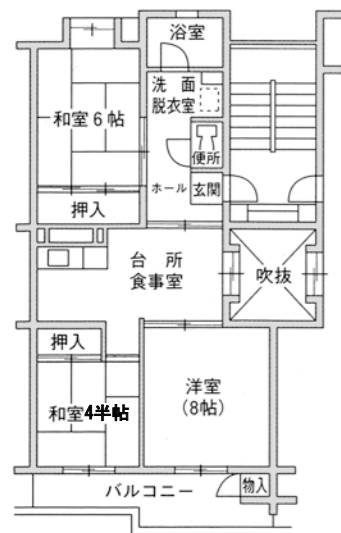 浴室
洗面
脱衣室
和室6帖
便所
ホール
玄関
押入
台所
食事室
吹抜
押入
洋室
(8帖)
和室4半帖
物入
バルコニー